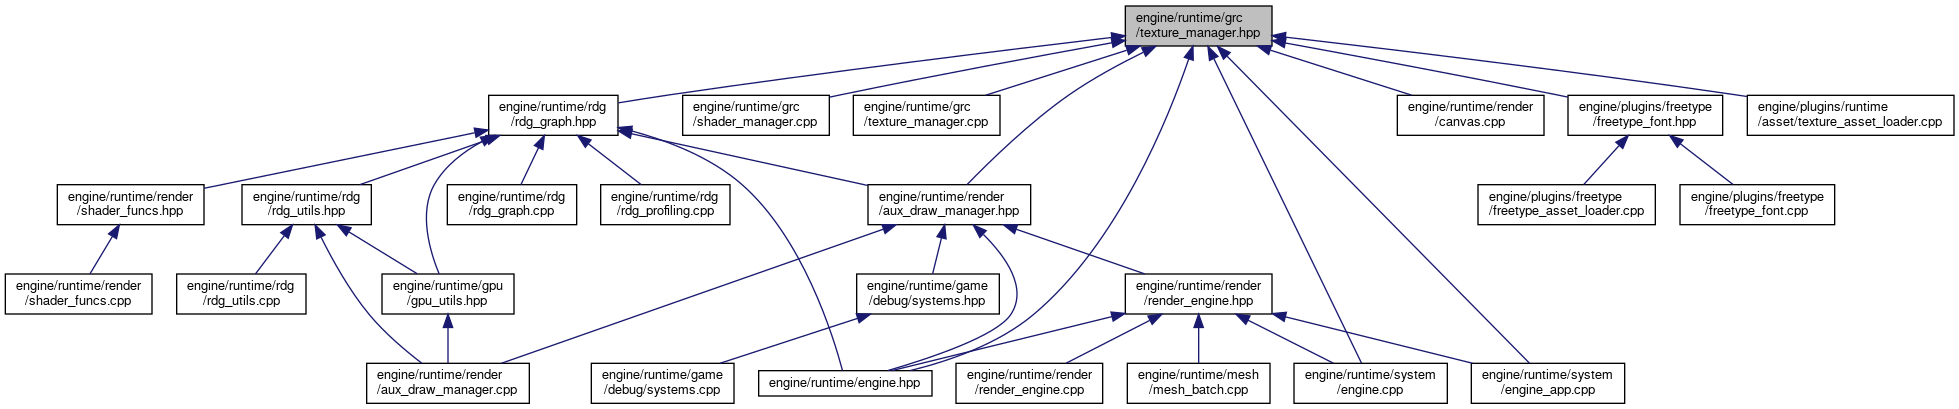 engine/runtime/grc
/texture_manager.hpp
engine/runtime/rdg
/rdg_graph.hpp
engine/runtime/grc
/shader_manager.cpp
engine/runtime/grc
/texture_manager.cpp
engine/runtime/render
/canvas.cpp
engine/plugins/freetype
/freetype_font.hpp
engine/plugins/runtime
asset/texture_asset_loader.cpp
engine/runtime/render
/shader_funcs.hpp
engine/runtime/rdg
/rdg_utils.hpp
engine/runtime/rdg
/rdg_graph.cpp
engine/runtime/rdg
/rdg_profiling.cpp
engine/runtime/render
/aux_draw_manager.hpp
engine/plugins/freetype
/freetype_asset_loader.cpp
engine/plugins/freetype
/freetype_font.cpp
engine/runtime/render
/shader_funcs.cpp
engine/runtime/rdg
/rdg_utils.cpp
engine/runtime/gpu
/gpu_utils.hpp
engine/runtime/game
/debug/systems.hpp
engine/runtime/render
/render_engine.hpp
engine/runtime/render
/aux_draw_manager.cpp
engine/runtime/game
/debug/systems.cpp
engine/runtime/engine.hpp
engine/runtime/render
/render_engine.cpp
engine/runtime/mesh
/mesh_batch.cpp
engine/runtime/system
/engine.cpp
engine/runtime/system
/engine_app.cpp